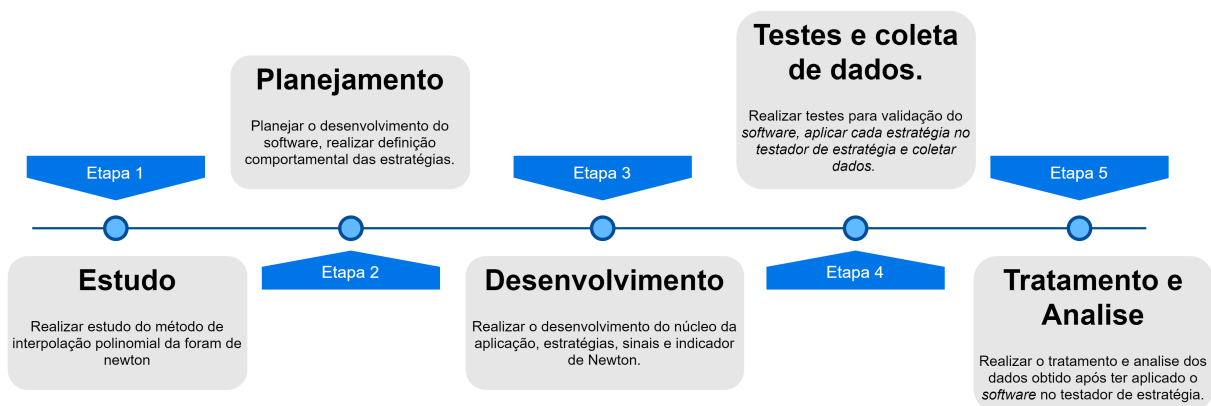 Etapa 1
Estudo
Realizar estudo do método de
interpolação polinomial da foram de
newton
Planejamento
Planejar o desenvolvimento do
software, realizar definição
comportamental das estratégias.
Etapa 2
Etapa 3
Desenvolvimento
Realizar o desenvolvimento do núcleo da
aplicação, estratégias, sinais e indicador
de Newton.
Testes e coleta
de dados.
Realizar testes para validação do
software, aplicar cada estratégia no
testador de estratégia e coletar
dados.
Etapa 4
Etapa 5
Tratamento e
Analise
Realizar o tratamento e analise dos
dados obtido após ter aplicado o
software no testador de estratégia.